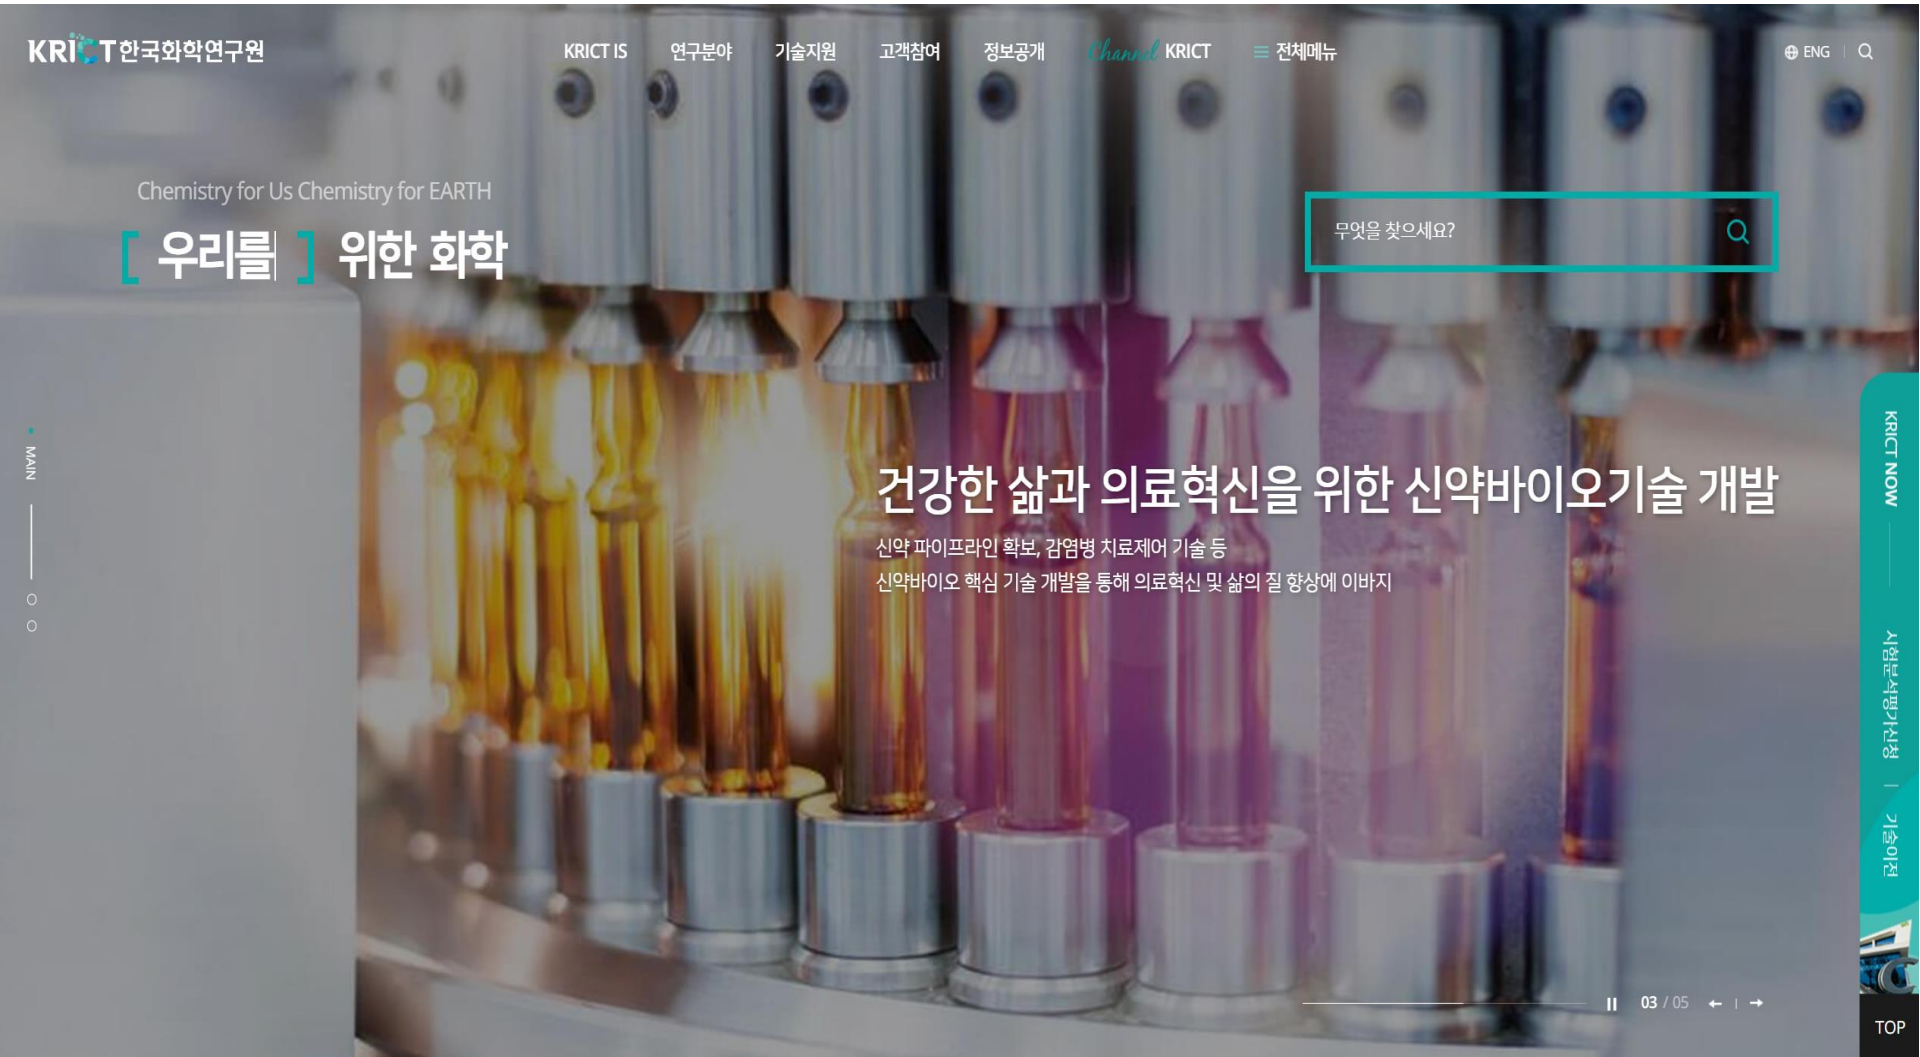 KRICT 한국화학연구원
KRICT IS
연구분야
기술지원
고객참여
정보공개
Channel KRICT
전체메뉴
ENG
Chemistry for Us Chemistry for EARTH
[ 우리를 ] 위한 화학
무엇을 찾으세요?
MAIN
건강한 삶과 의료혁신을 위한 신약바이오기술 개발
신약 파이프라인 확보, 감염병 치료제어 기술 등
신약바이오 핵심 기술 개발을 통해 의료혁신 및 삶의 질 향상에 이바지
KRICT NOW
시험분석평가신청 | 기술이전
03 / 05
TOP